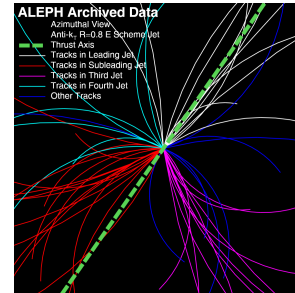 ALEPH Archived Data
Azimuthal View
Anti-kT R=0.8 E Scheme Jet
Thrust Axis
Tracks in Leading Jet
Tracks in Subleading Jet
Tracks in Third Jet
Tracks in Fourth Jet
Other Tracks